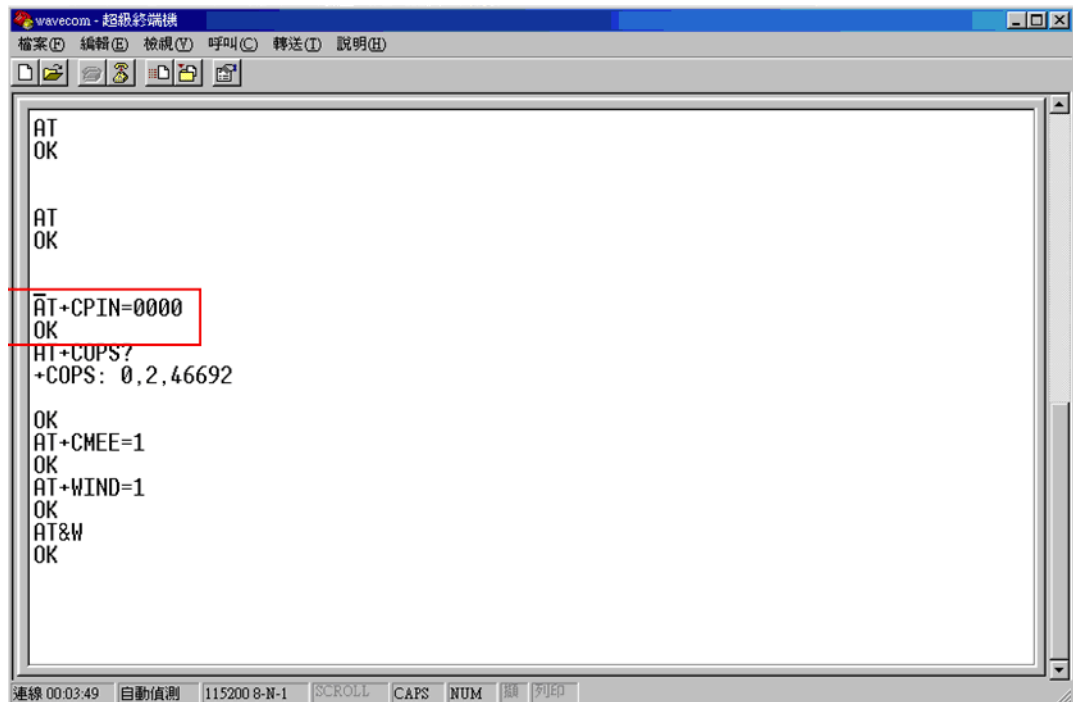 wavecom - 超級終端機
檔案(F) 編輯(E) 檢視(V) 呼叫(C) 轉送(T) 說明(H)
AT
OK
AT
OK
AT+CPIN=0000
OK
AT+COPS?
+COPS: 0,2,46692
OK
AT+CMEE=1
OK
AT+WIND=1
OK
AT&W
OK
連線 00:03:49 自動偵測 115200 8-N-1 SCROLL CAPS NUM 擷 列印